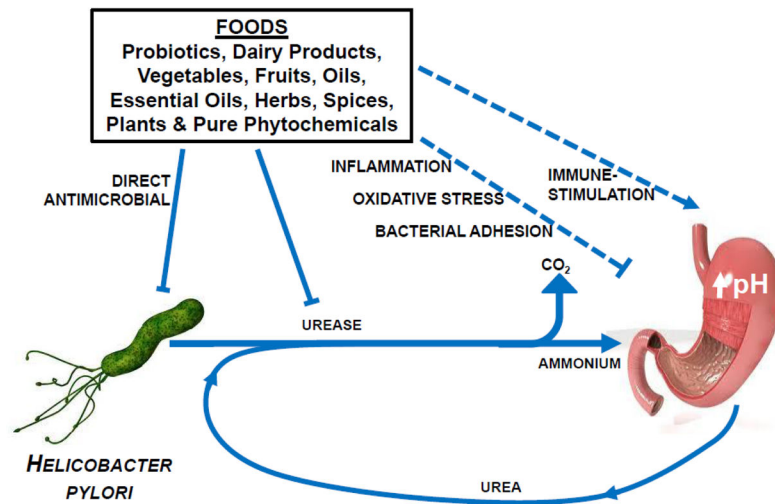 FOODS
Probiotics, Dairy Products,
Vegetables, Fruits, Oils,
Essential Oils, Herbs, Spices,
Plants & Pure Phytochemicals
DIRECT
ANTIMICROBIAL
INFLAMMATION
OXIDATIVE STRESS
BACTERIAL ADHESION
IMMUNE-
STIMULATION
CO₂
pH
UREASE
AMMONIUM
HELICOBACTER
PYLORI
UREA